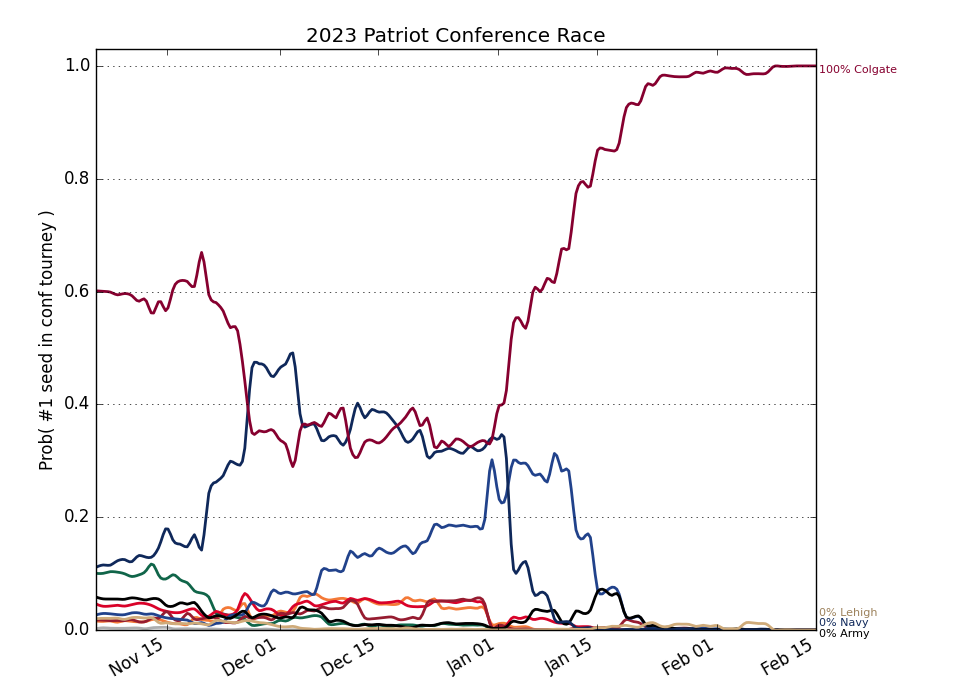 2023 Patriot Conference Race
Prob( #1 seed in conf tourney )
1.0
0.8
0.6
0.4
0.2
0.0
Nov 15
Dec 01
Dec 15
Jan 01
Jan 15
Feb 01
Feb 15
100% Colgate
0% Lehigh
0% Navy
0% Army